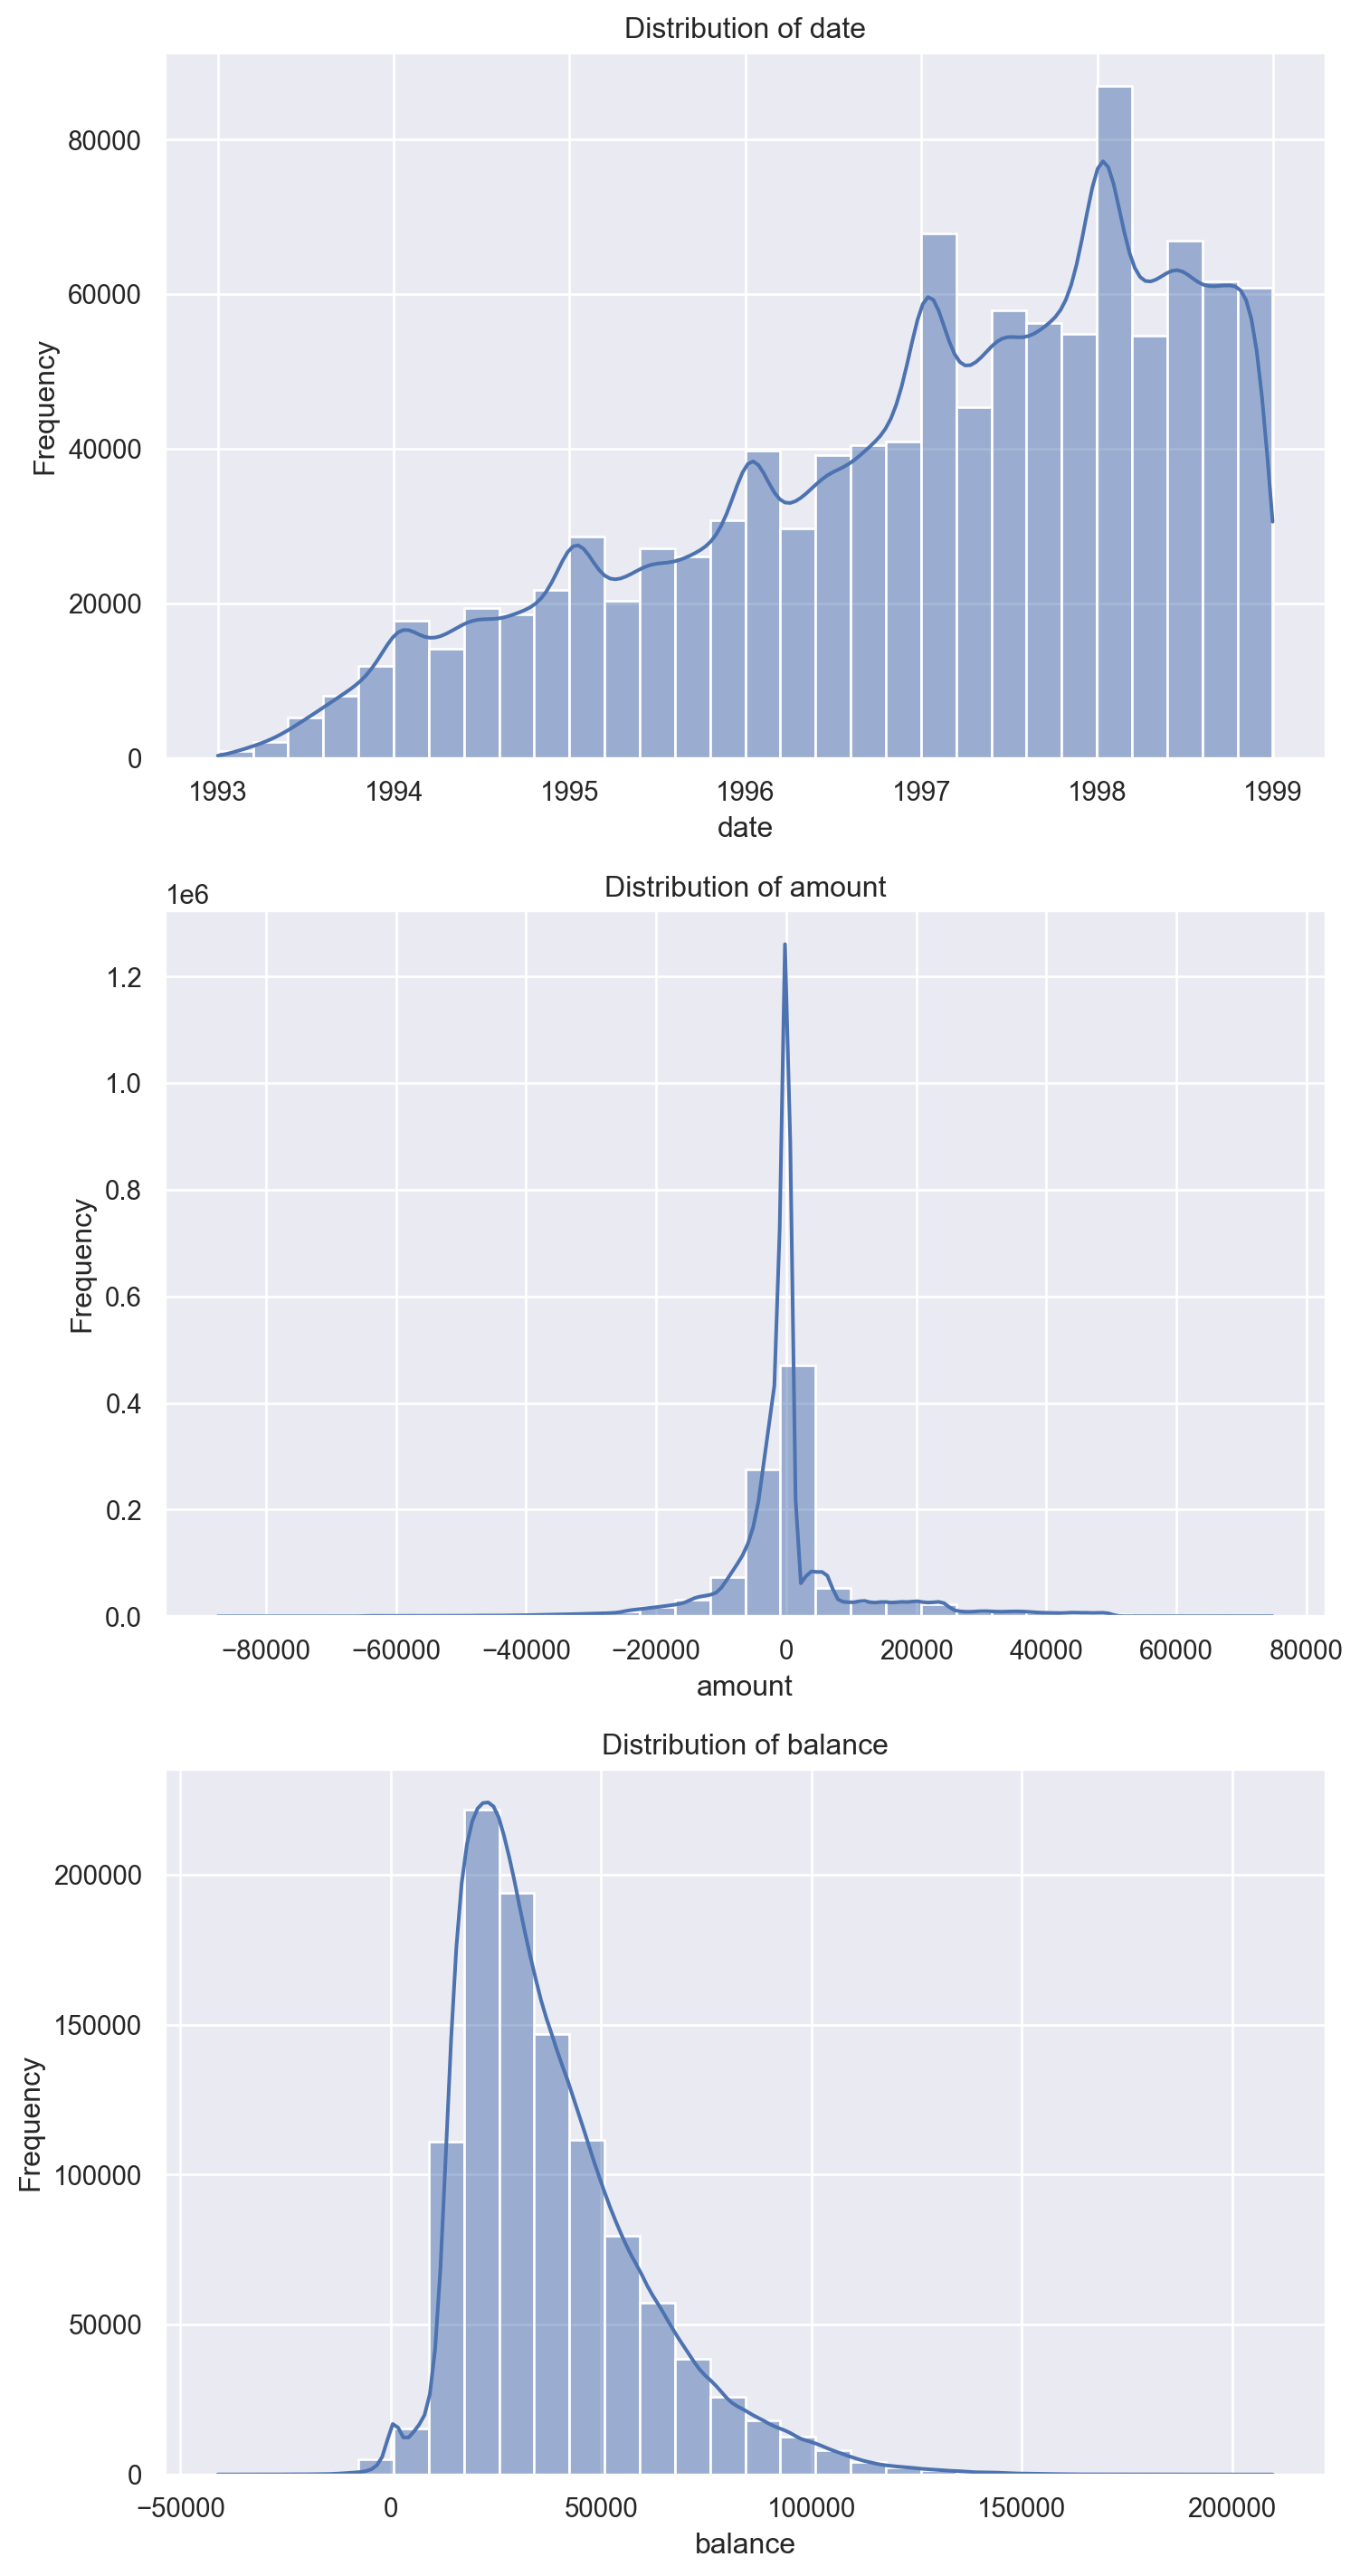 Distribution of date
80000
60000
40000
20000
0
Frequency
1993 1994 1995 1996 1997 1998 1999
date
1e6 Distribution of amount
1.2
1.0
0.8
0.6
0.4
0.2
0.0
Frequency
−80000 −60000 −40000 −20000 0 20000 40000 60000 80000
amount
Distribution of balance
200000
150000
100000
50000
0
Frequency
−50000 0 50000 100000 150000 200000
balance